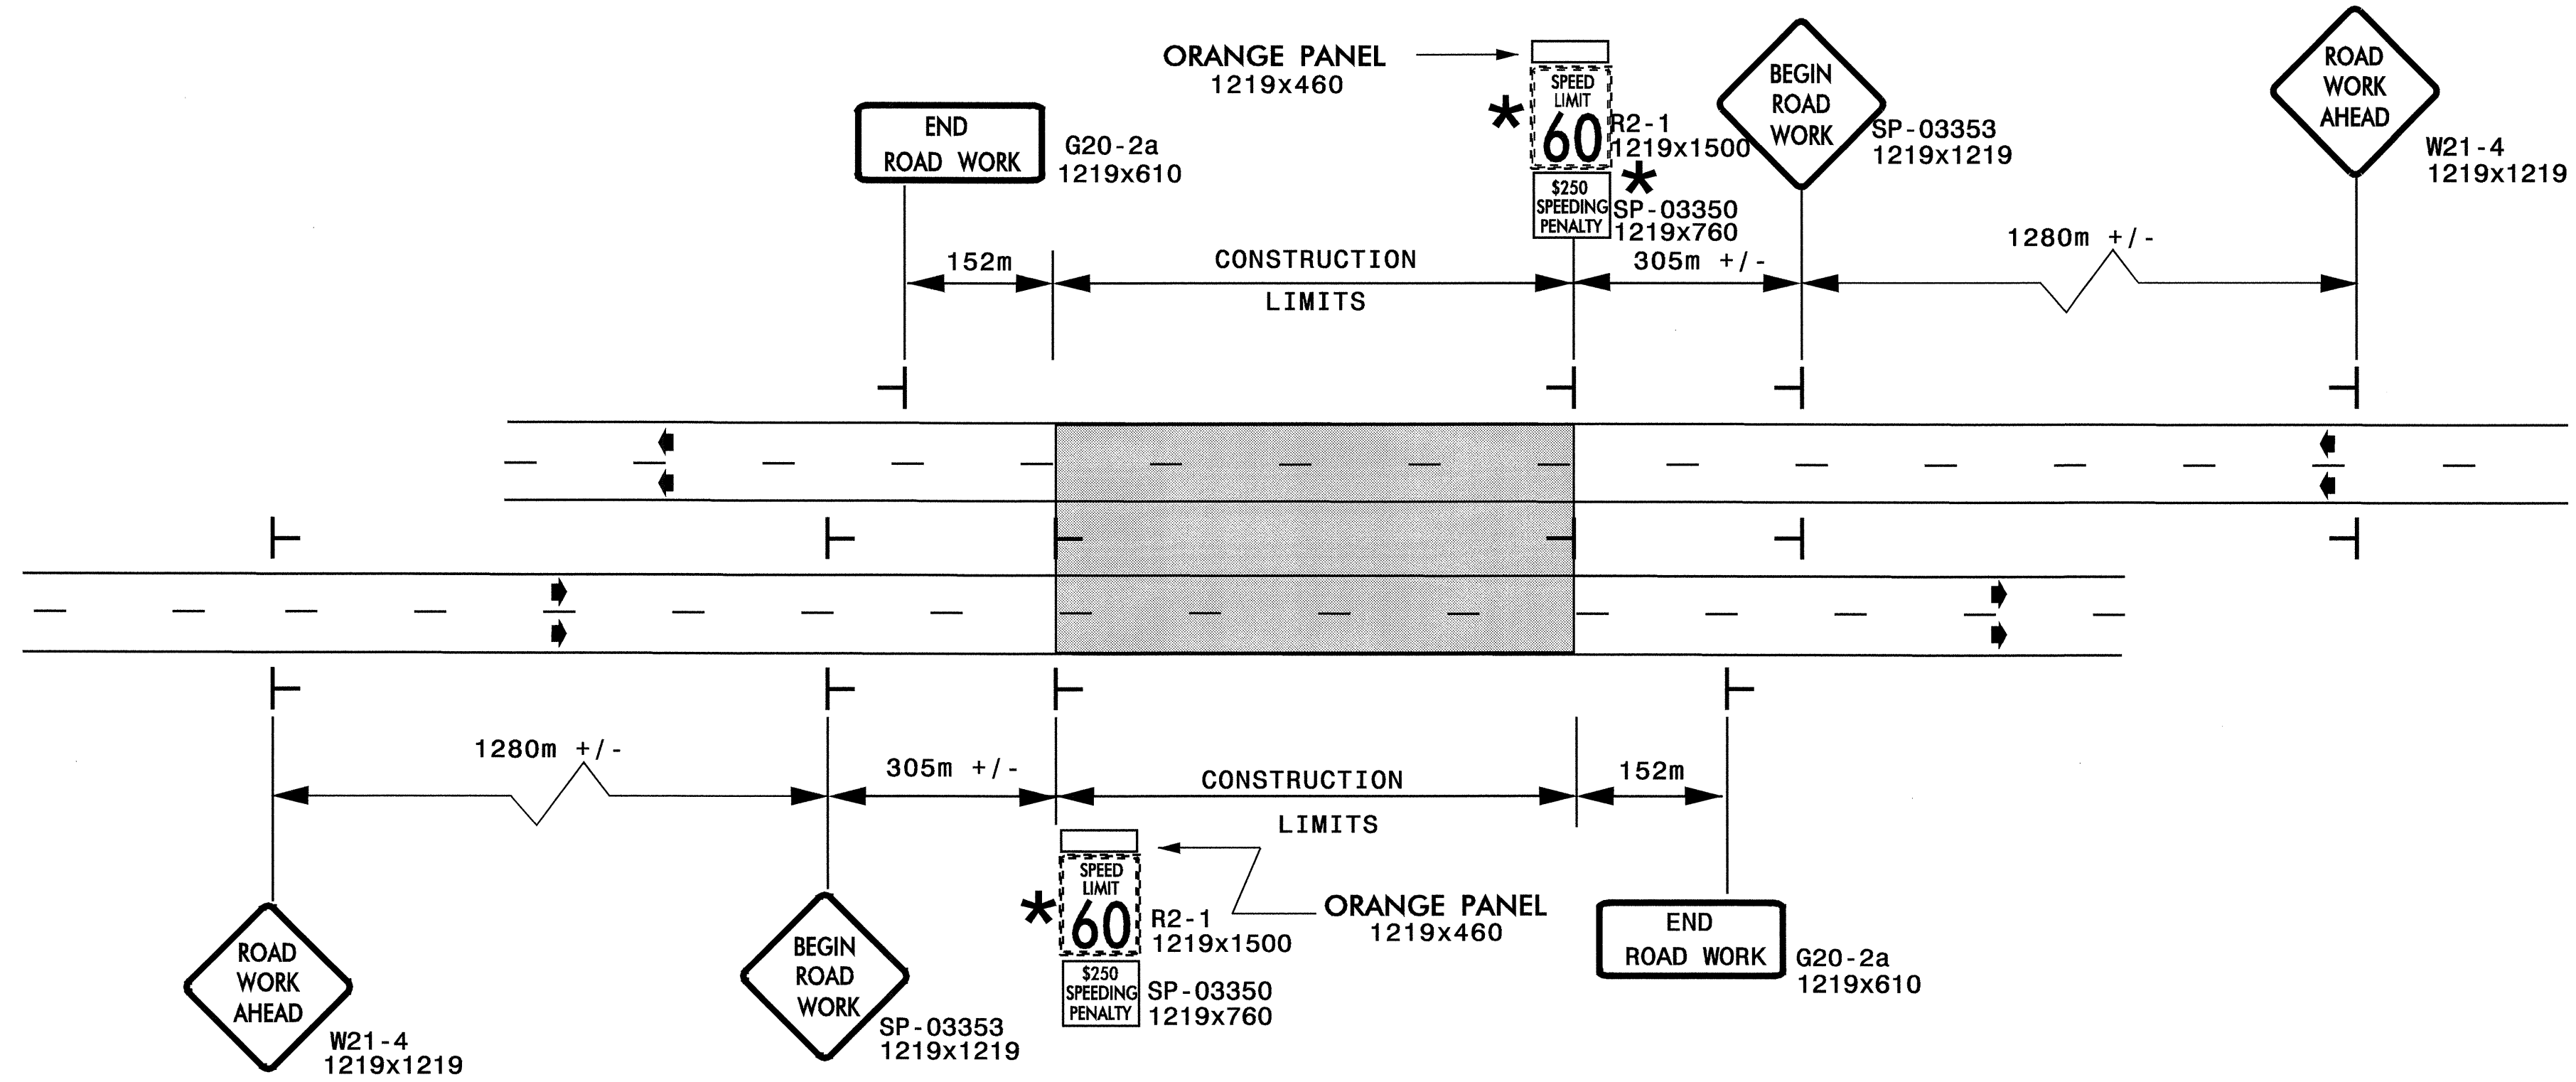 ORANGE PANEL
1219x460
SPEED
LIMIT
60
*
R2-1
1219x1500
$250
SPEEDING
PENALTY
*
SP-03350
1219x760
BEGIN
ROAD
WORK
SP-03353
1219x1219
ROAD
WORK
AHEAD
W21-4
1219x1219
END
ROAD WORK
G20-2a
1219x610
152m
CONSTRUCTION
LIMITS
305m +/-
1280m +/-
1280m +/-
305m +/-
CONSTRUCTION
LIMITS
152m
ROAD
WORK
AHEAD
W21-4
1219x1219
BEGIN
ROAD
WORK
SP-03353
1219x1219
*
SPEED
LIMIT
60
R2-1
1219x1500
$250
SPEEDING
PENALTY
SP-03350
1219x760
ORANGE PANEL
1219x460
END
ROAD WORK
G20-2a
1219x610